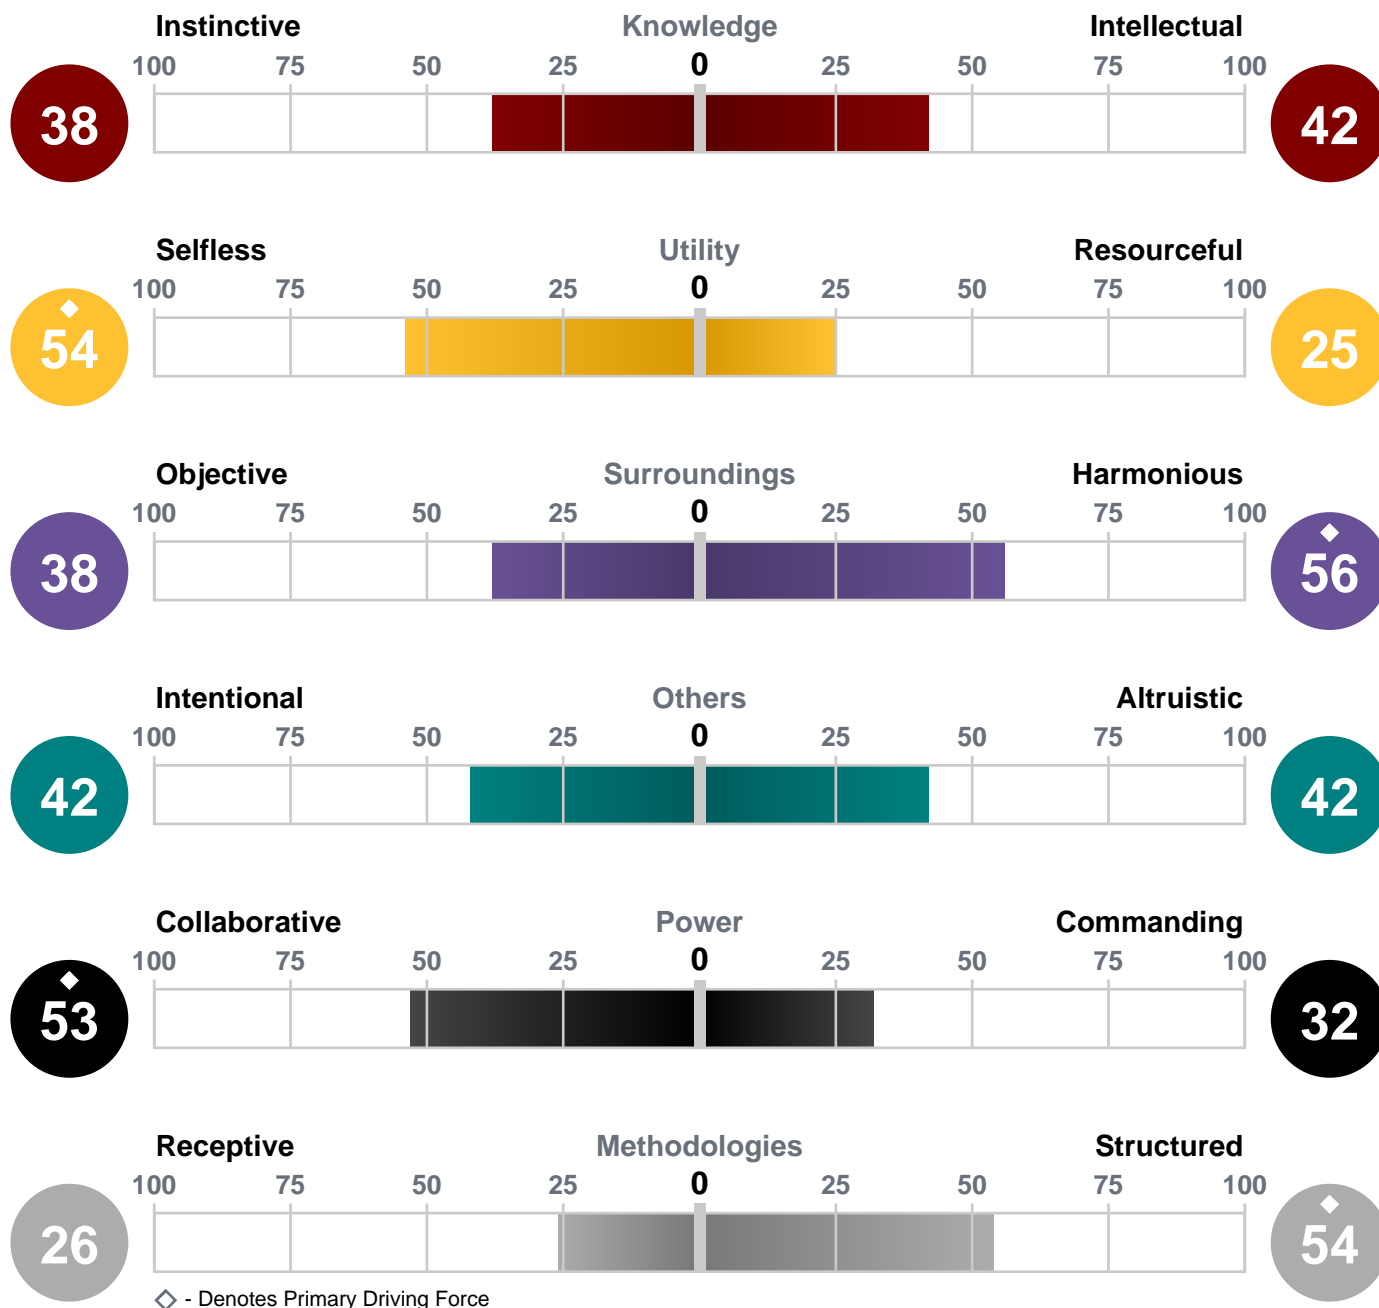 Instinctive Knowledge Intellectual
100 75 50 25 0 25 50 75 100
38 42
Selfless Utility Resourceful
100 75 50 25 0 25 50 75 100
54 25
Objective Surroundings Harmonious
100 75 50 25 0 25 50 75 100
38 56
Intentional Others Altruistic
100 75 50 25 0 25 50 75 100
42 42
Collaborative Power Commanding
100 75 50 25 0 25 50 75 100
53 32
Receptive Methodologies Structured
100 75 50 25 0 25 50 75 100
26 54
- Denotes Primary Driving Force